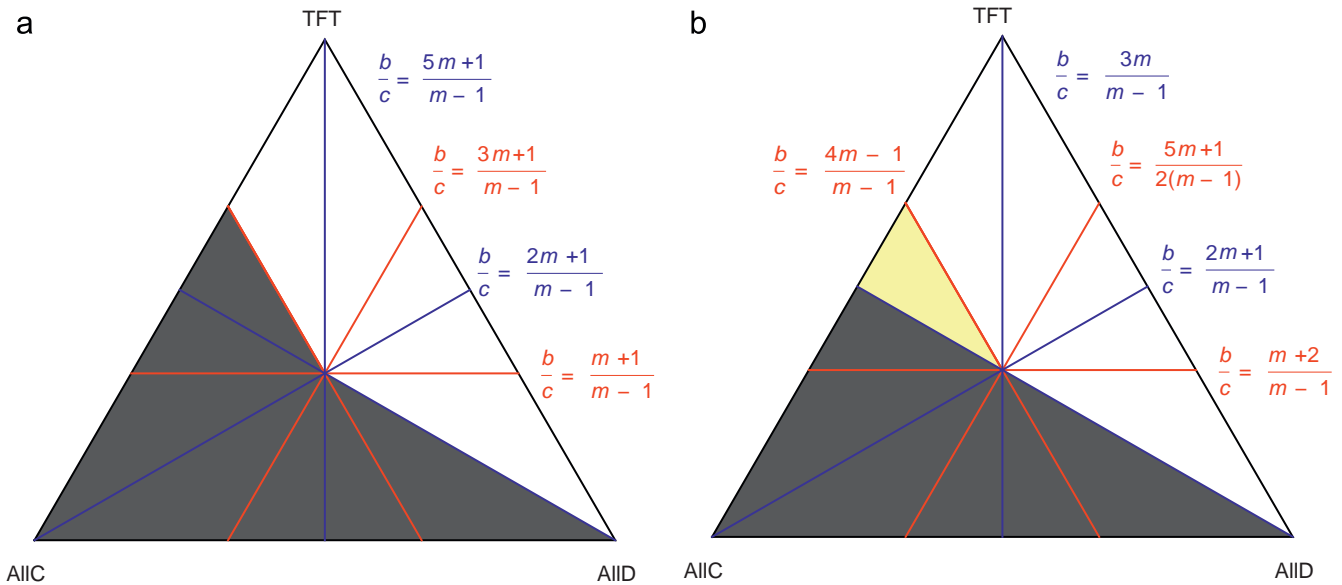 a
TFT
b/c = 5m+1/m − 1
b/c = 3m+1/m − 1
b/c = 2m+1/m − 1
b/c = m+1/m − 1
AllC
AllD
b
TFT
b/c = 3m/m − 1
b/c = 4m − 1/m − 1
b/c = 5m+1/2(m − 1)
b/c = 2m+1/m − 1
b/c = m+2/m − 1
AllC
AllD